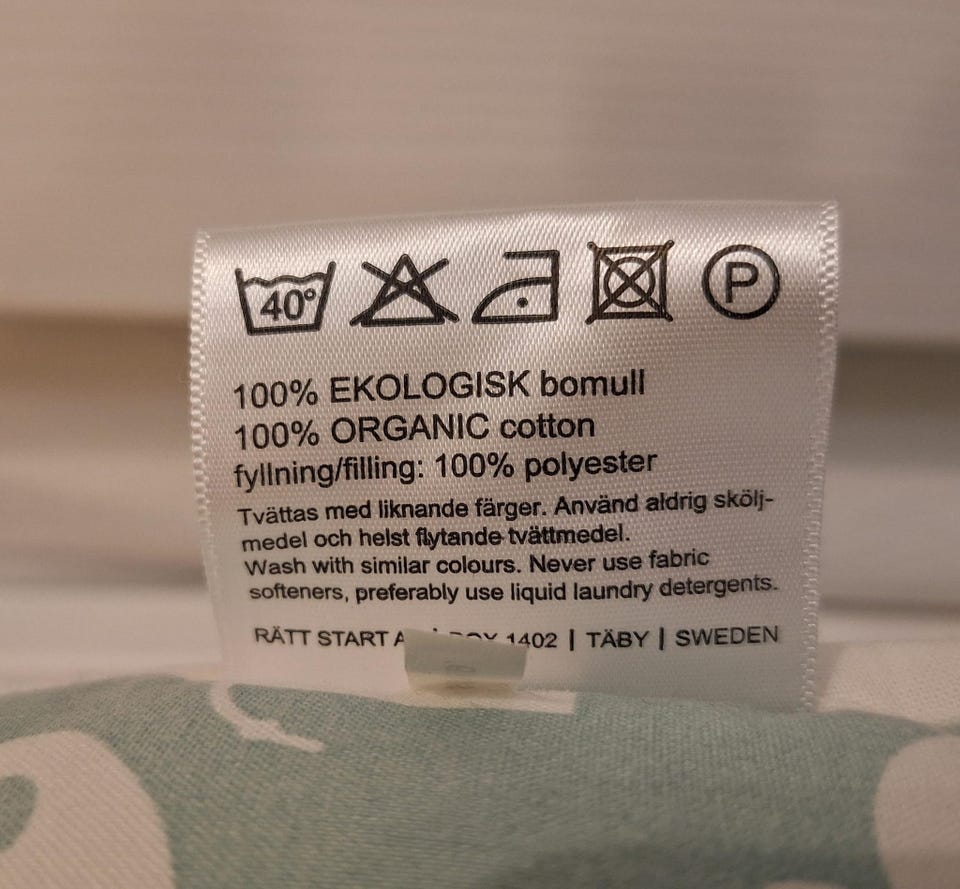 40°
P
100% EKOLOGISK bomull
100% ORGANIC cotton
fyllning/filling: 100% polyester
Tvättas med liknande färger. Använd aldrig skölj-
medel och helst flytande tvättmedel.
Wash with similar colours. Never use fabric
softeners, preferably use liquid laundry detergents.
RÄTT START 1402 | TÄBY | SWEDEN